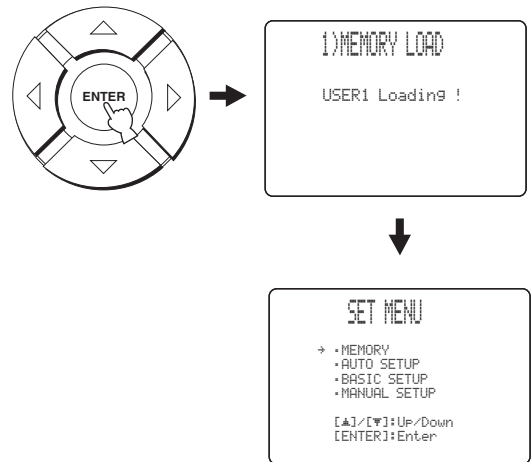 ENTER
1)MEMORY LOAD
USER1 Loading !
SET MENU
→ ・MEMORY
・AUTO SETUP
・BASIC SETUP
・MANUAL SETUP
[▲]/[▼]:Up/Down
[ENTER]:Enter